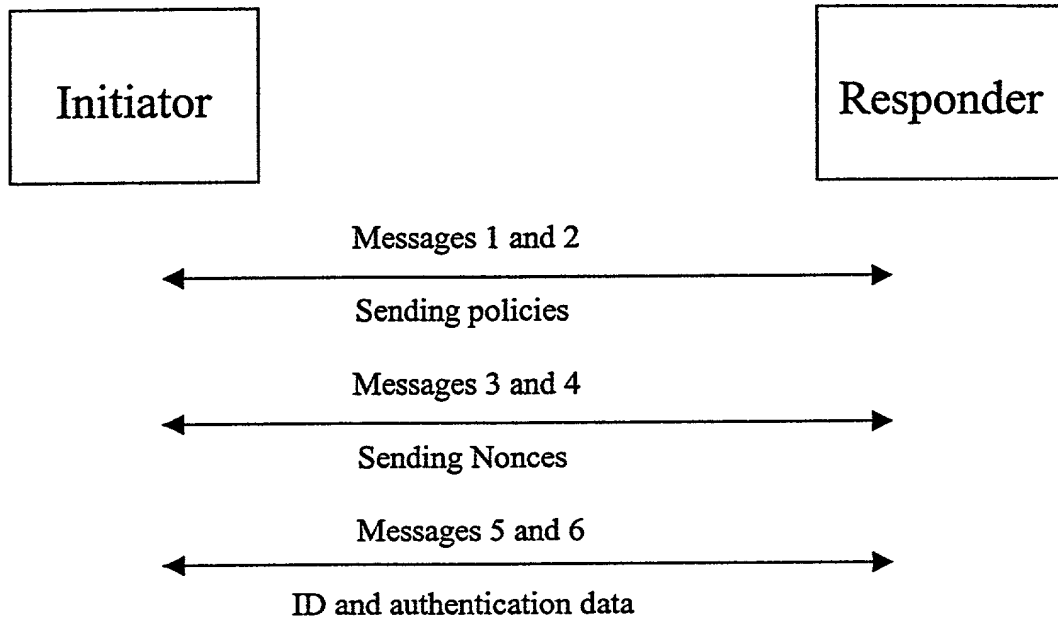 Initiator
Responder
Messages 1 and 2
Sending policies
Messages 3 and 4
Sending Nonces
Messages 5 and 6
ID and authentication data